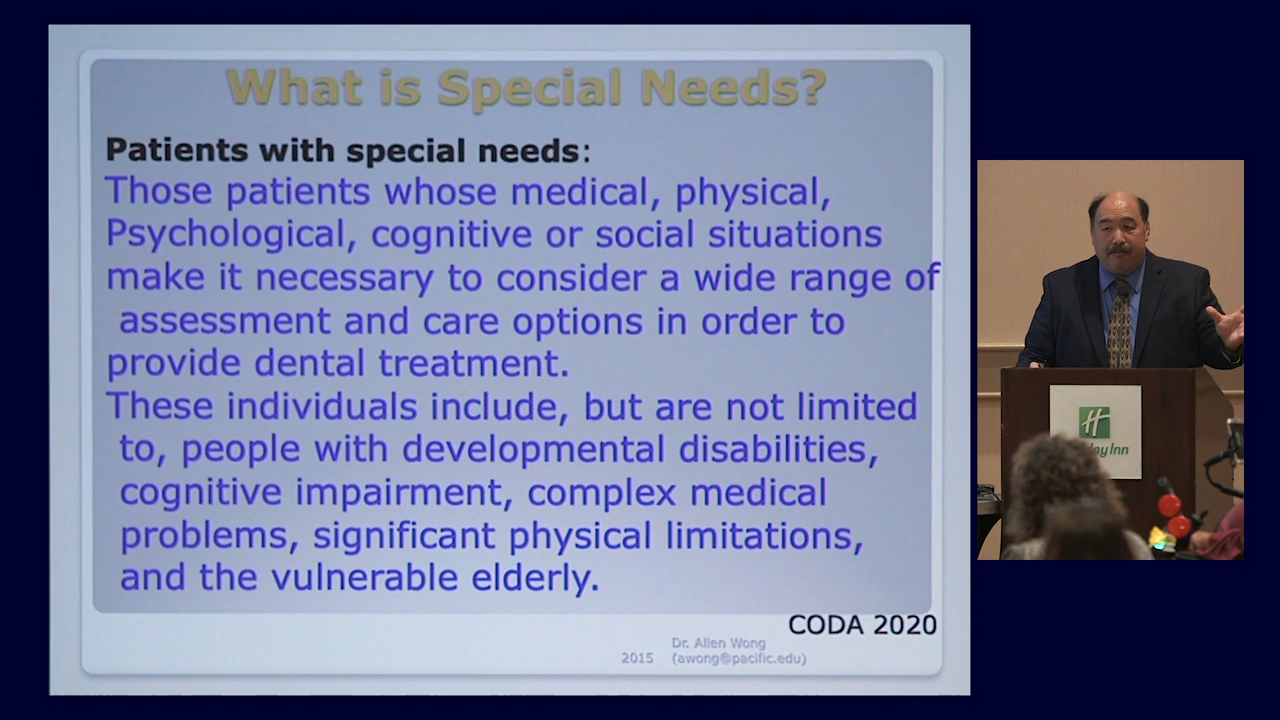 What is Special Needs?
Patients with special needs:
Those patients whose medical, physical,
Psychological, cognitive or social situations
make it necessary to consider a wide range of
assessment and care options in order to
provide dental treatment.
These individuals include, but are not limited
to, people with developmental disabilities,
cognitive impairment, complex medical
problems, significant physical limitations,
and the vulnerable elderly.
CODA 2020
Dr. Allen Wong
2015 (awong@pacific.edu)
H
Inn